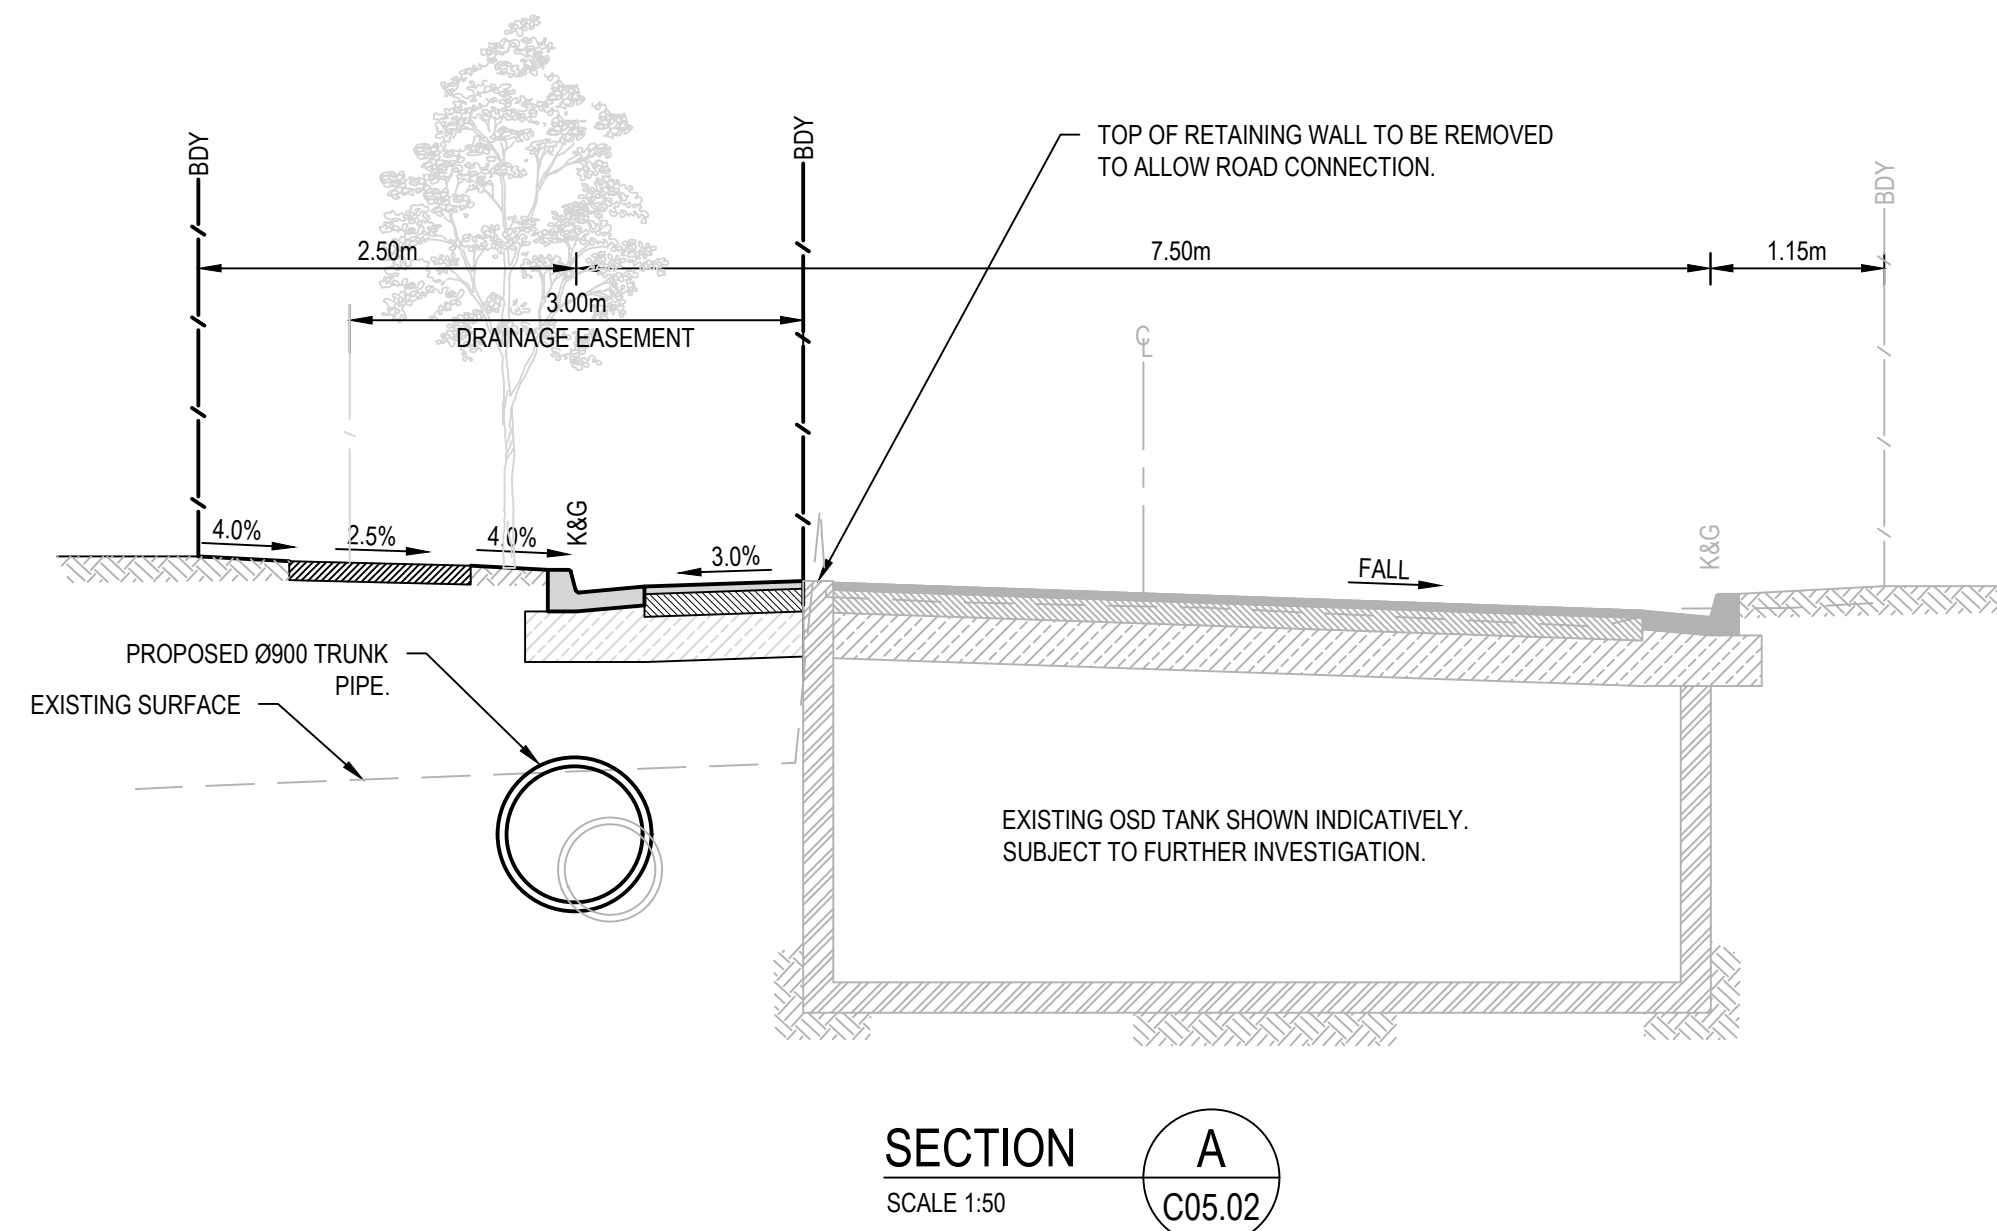 BDY
BDY
TOP OF RETAINING WALL TO BE REMOVED
TO ALLOW ROAD CONNECTION.
BDY
2.50m
7.50m
1.15m
3.00m
DRAINAGE EASEMENT
CL
4.0%
2.5%
4.0%
K&G
3.0%
FALL
K&G
PROPOSED Ø900 TRUNK
PIPE.
EXISTING SURFACE
EXISTING OSD TANK SHOWN INDICATIVELY.
SUBJECT TO FURTHER INVESTIGATION.
SECTION
A
SCALE 1:50
C05.02